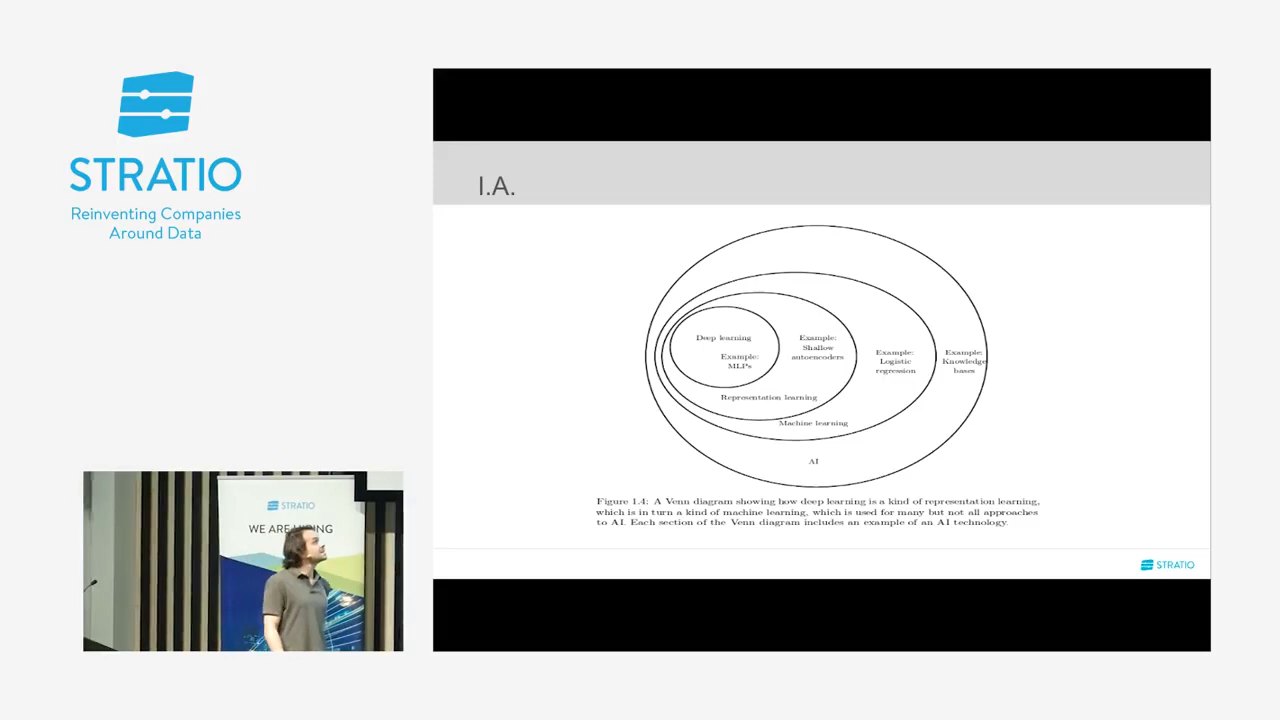 STRATIO
Reinventing Companies
Around Data
I.A.
Deep learning
Example:
MLPs
Example:
Shallow
autoencoders
Example:
Logistic
regression
Example:
Knowledge
bases
Representation learning
Machine learning
AI
Figure 1.4: A Venn diagram showing how deep learning is a kind of representation learning,
which is in turn a kind of machine learning, which is used for many but not all approaches
to AI. Each section of the Venn diagram includes an example of an AI technology.
STRATIO
STRATIO
WE ARE HIRING